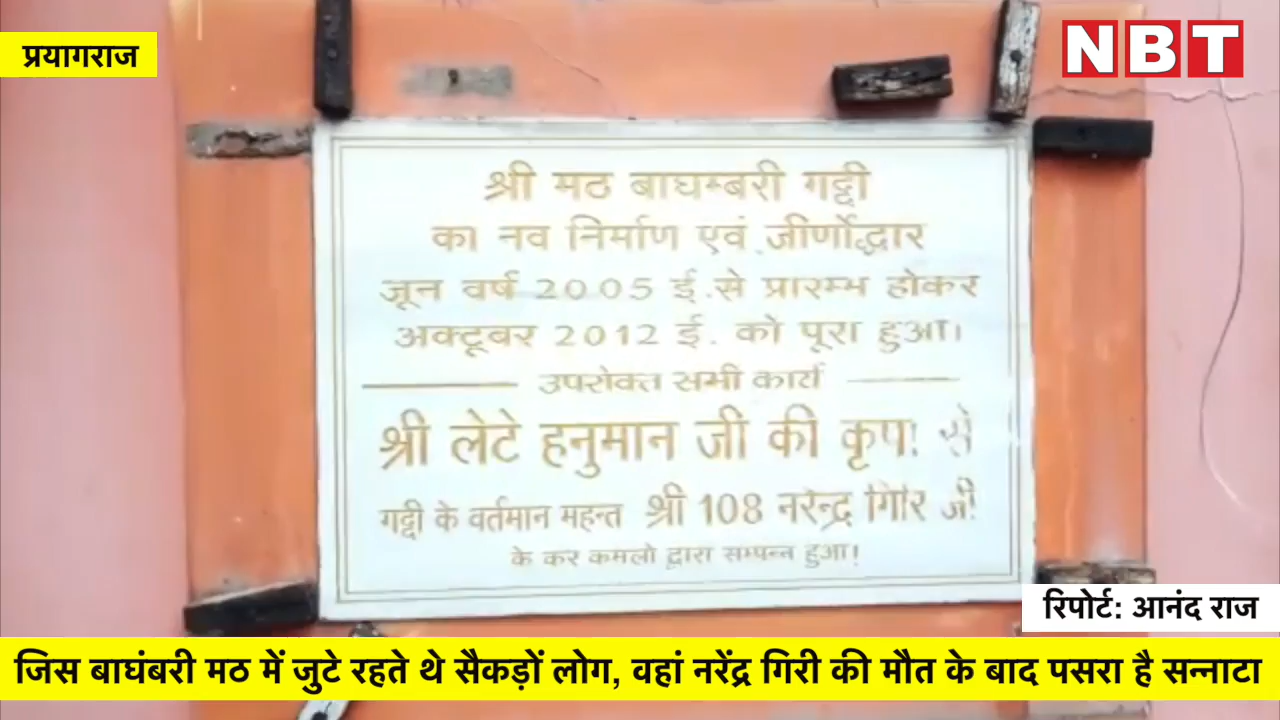 प्रयागराज
NBT
श्री मठ बाघम्बरी गद्दी
का नव निर्माण एवं जीर्णोद्धार
जून वर्ष 2005 ई.से प्रारम्भ होकर
अक्टूबर 2012 ई. को पूरा हुआ।
उपरोक्त सभी कार्य
श्री लेटे हनुमान जी की कृपा से
गद्दी के वर्तमान महन्त श्री 108 नरेन्द्र गिरि जी
के कर कमलो द्वारा सम्पन्न हुआ!
रिपोर्ट: आनंद राज
जिस बाघंबरी मठ में जुटे रहते थे सैकड़ों लोग, वहां नरेंद्र गिरी की मौत के बाद पसरा है सन्नाटा